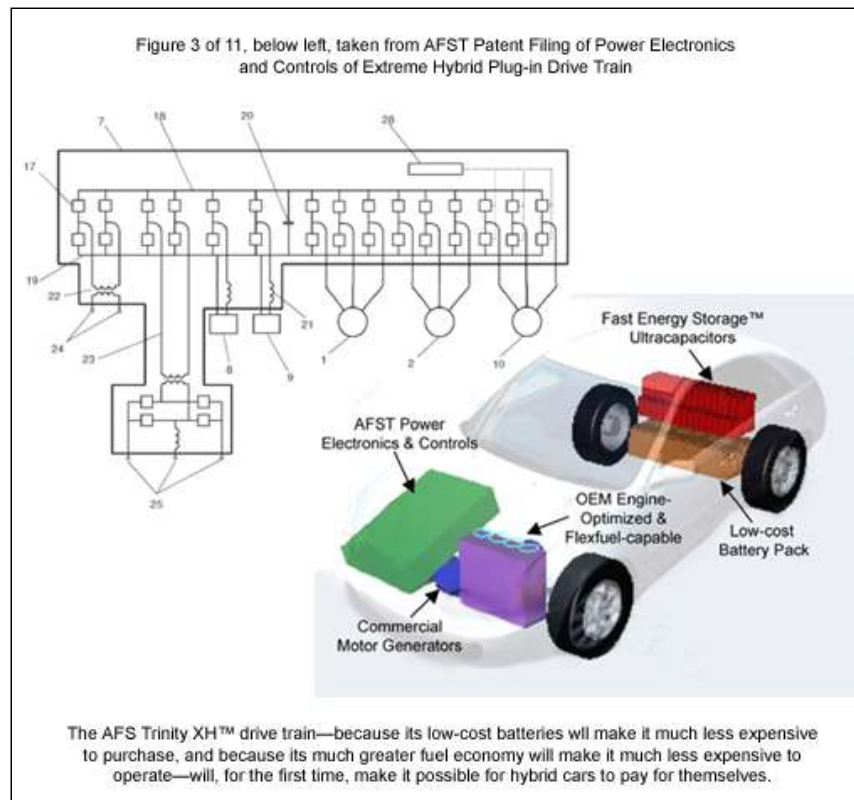 Figure 3 of 11, below left, taken from AFST Patent Filing of Power Electronics
and Controls of Extreme Hybrid Plug-in Drive Train
7
18
20
28
17
19
22
21
24
23
8
9
1
2
10
25
Fast Energy Storage™
Ultracapacitors
AFST Power
Electronics & Controls
OEM Engine-
Optimized &
Flexfuel-capable
Low-cost
Battery Pack
Commercial
Motor Generators
The AFS Trinity XH™ drive train—because its low-cost batteries wll make it much less expensive
to purchase, and because its much greater fuel economy will make it much less expensive to
operate—will, for the first time, make it possible for hybrid cars to pay for themselves.